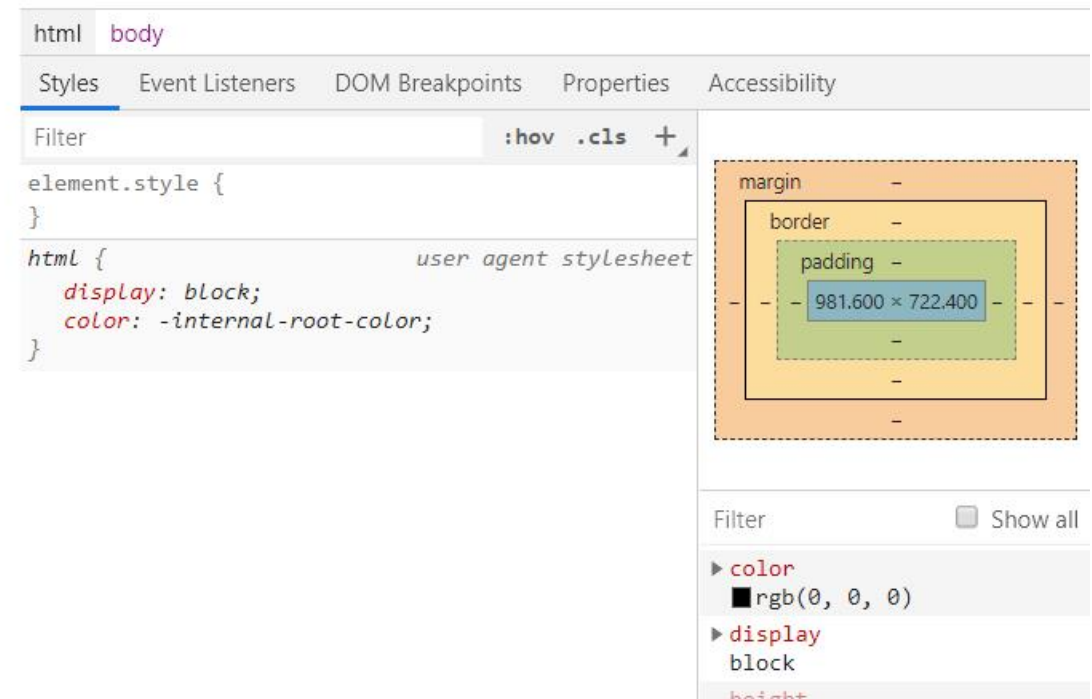 html body
Styles Event Listeners DOM Breakpoints Properties Accessibility
Filter :hov .cls +
element.style {
}
html { user agent stylesheet
display: block;
color: -internal-root-color;
}
margin –
border –
padding –
– – – 981.600 × 722.400 – – –
–
–
–
Filter Show all
color
rgb(0, 0, 0)
display
block
height